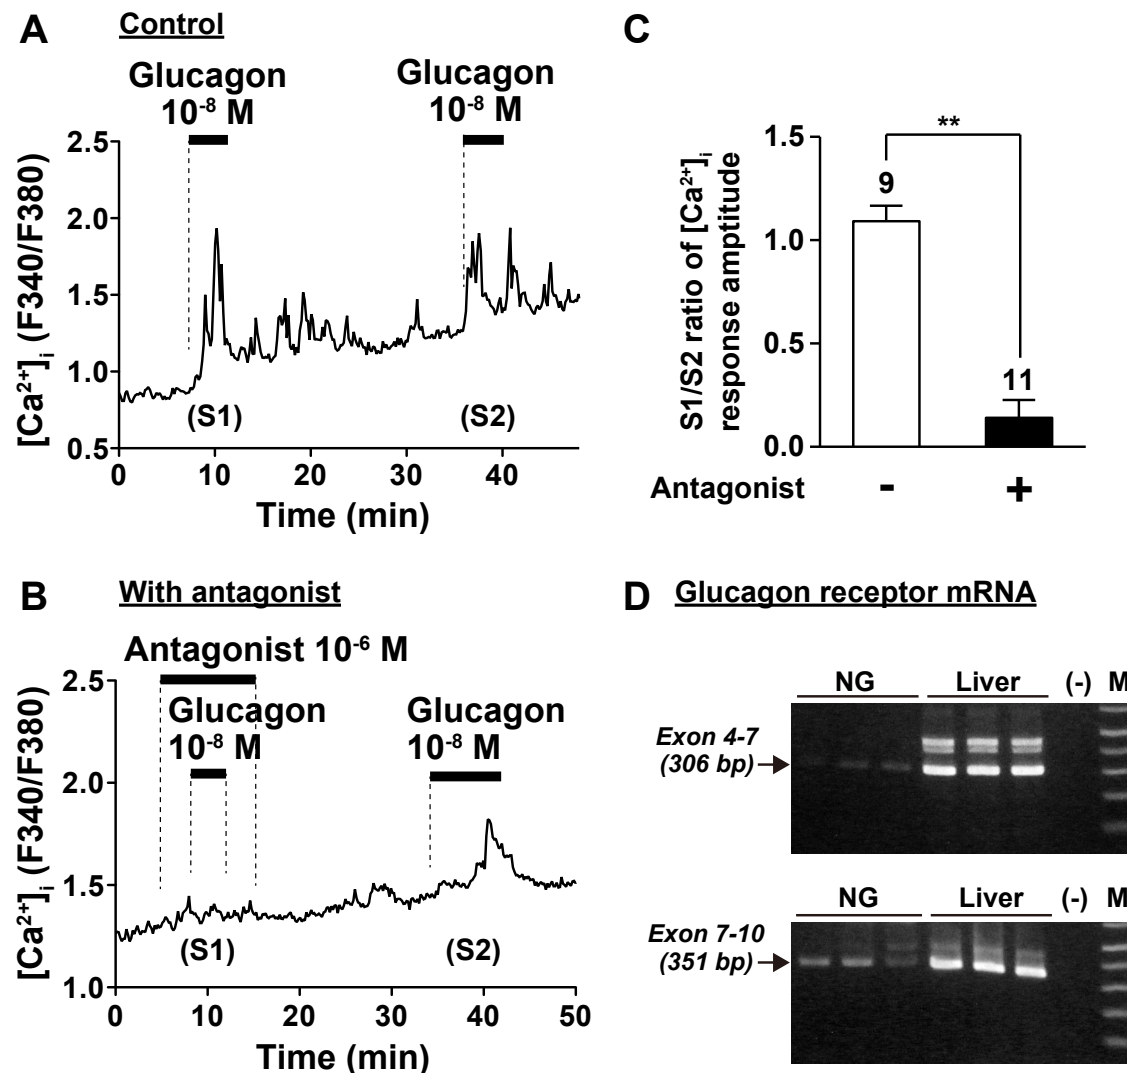 A
Control
Glucagon
10⁻⁸ M
Glucagon
10⁻⁸ M
[Ca²⁺]ᵢ (F340/F380)
2.5
2.0
1.5
1.0
0.5
(S1)
(S2)
0 10 20 30 40
Time (min)
B
With antagonist
Antagonist 10⁻⁶ M
Glucagon
10⁻⁸ M
Glucagon
10⁻⁸ M
[Ca²⁺]ᵢ (F340/F380)
2.5
2.0
1.5
1.0
(S1)
(S2)
0 10 20 30 40 50
Time (min)
C
S1/S2 ratio of [Ca²⁺]ᵢ
response amptitude
1.5
1.0
0.5
0.0
**
9
11
Antagonist - +
D
Glucagon receptor mRNA
NG Liver (-) M
Exon 4-7
(306 bp)
NG Liver (-) M
Exon 7-10
(351 bp)